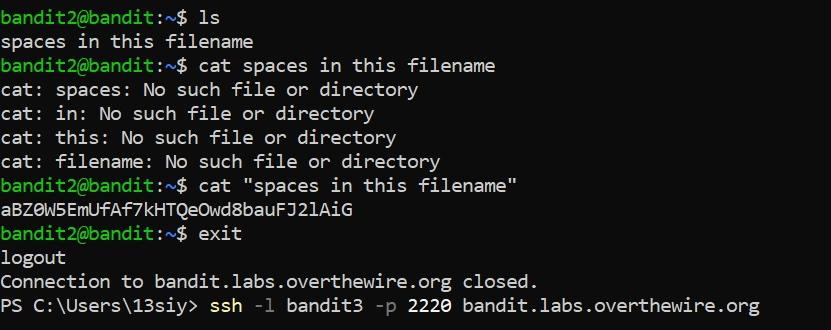 bandit2@bandit:~$ ls
spaces in this filename
bandit2@bandit:~$ cat spaces in this filename
cat: spaces: No such file or directory
cat: in: No such file or directory
cat: this: No such file or directory
cat: filename: No such file or directory
bandit2@bandit:~$ cat "spaces in this filename"
aBZ0W5EmUfAf7kHTQeOwd8bauFJ2lAiG
bandit2@bandit:~$ exit
logout
Connection to bandit.labs.overthewire.org closed.
PS C:\Users\13siy> ssh -l bandit3 -p 2220 bandit.labs.overthewire.org